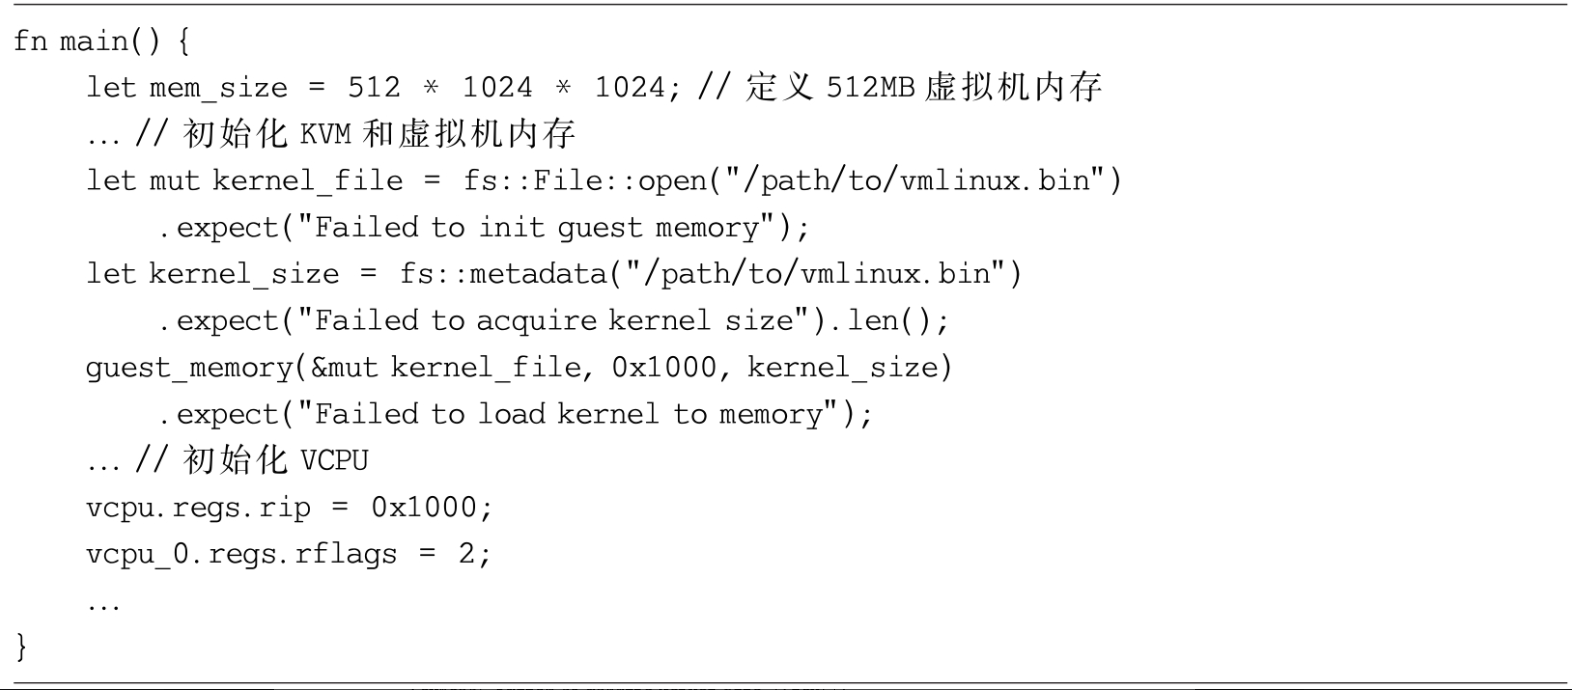 fn main() {
    let mem_size = 512 * 1024 * 1024; // 定义 512MB 虚拟机内存
    ... // 初始化 KVM 和虚拟机内存
    let mut kernel_file = fs::File::open("/path/to/vmlinux.bin")
        .expect("Failed to init guest memory");
    let kernel_size = fs::metadata("/path/to/vmlinux.bin")
        .expect("Failed to acquire kernel size").len();
    guest_memory(&mut kernel_file, 0x1000, kernel_size)
        .expect("Failed to load kernel to memory");
    ... // 初始化 VCPU
    vcpu.regs.rip = 0x1000;
    vcpu_0.regs.rflags = 2;
    ...
}